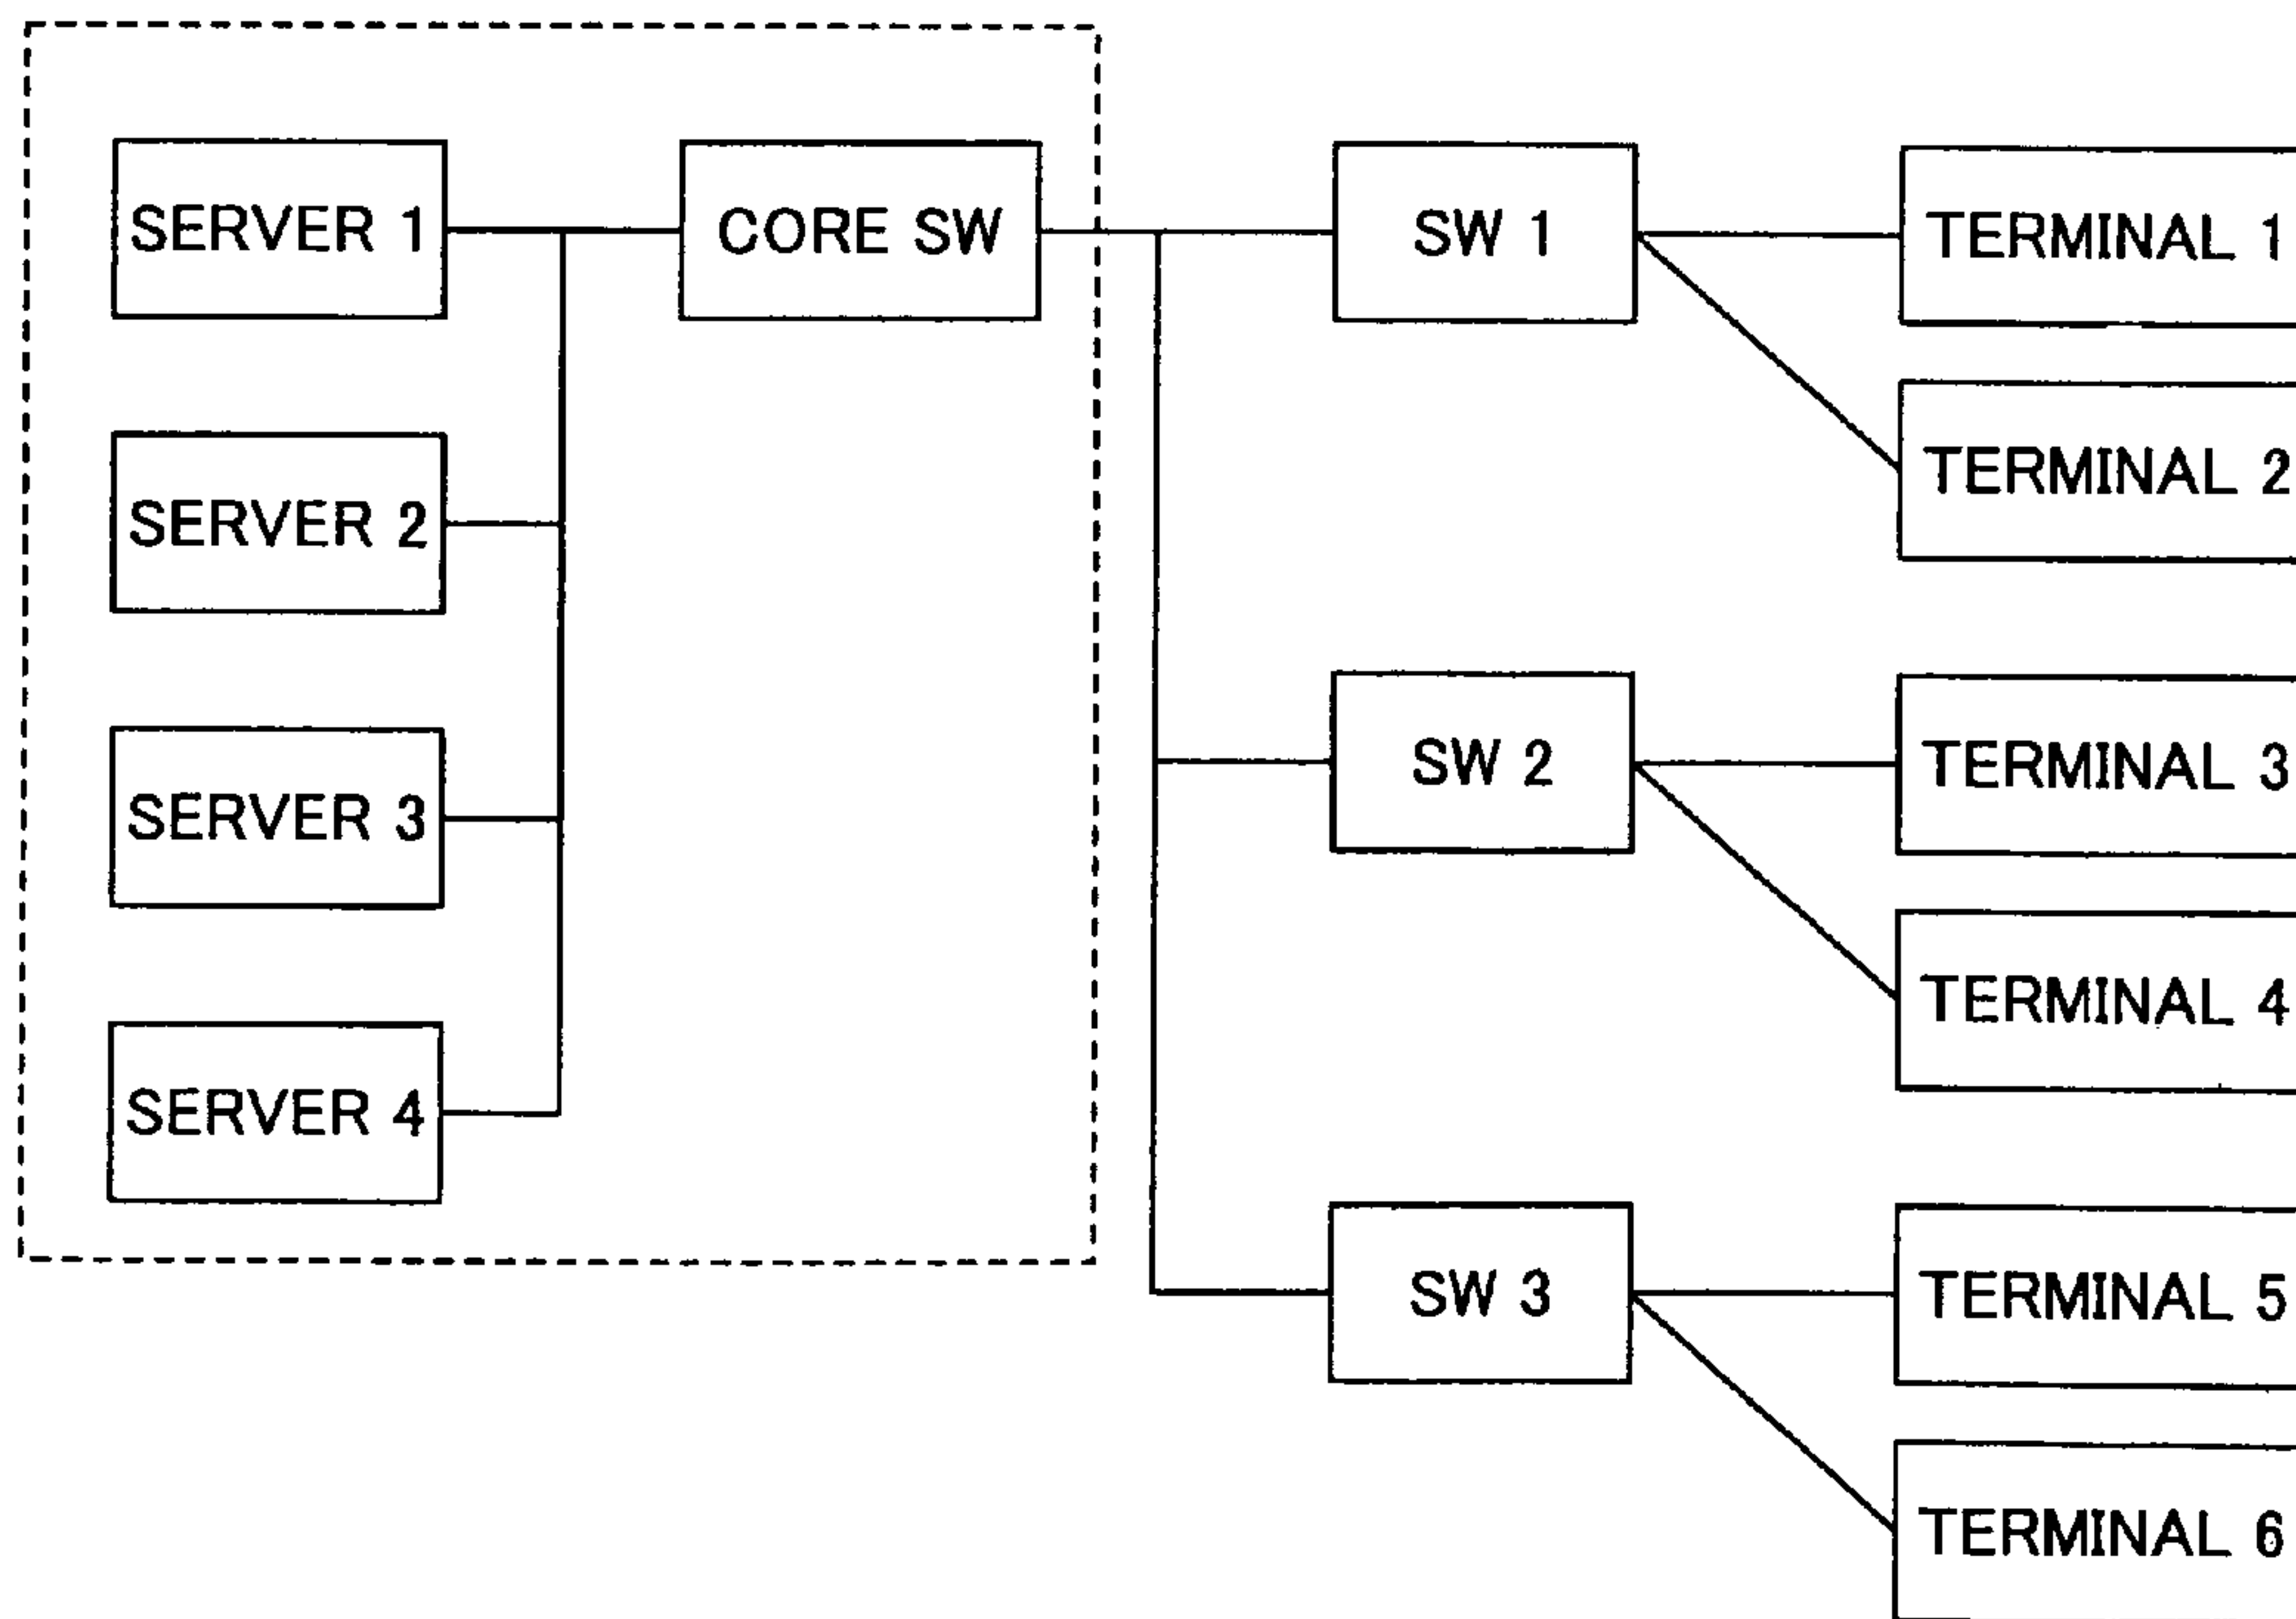 SERVER 1
CORE SW
SW 1
TERMINAL 1
TERMINAL 2
SERVER 2
SW 2
TERMINAL 3
SERVER 3
TERMINAL 4
SERVER 4
SW 3
TERMINAL 5
TERMINAL 6